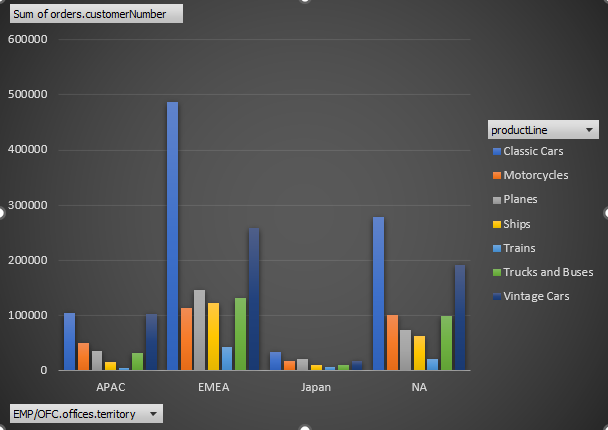 Sum of orders.customerNumber
600000
500000
400000
300000
200000
100000
0
APAC
EMEA
Japan
NA
productLine
Classic Cars
Motorcycles
Planes
Ships
Trains
Trucks and Buses
Vintage Cars
EMP/OFC.offices.territory